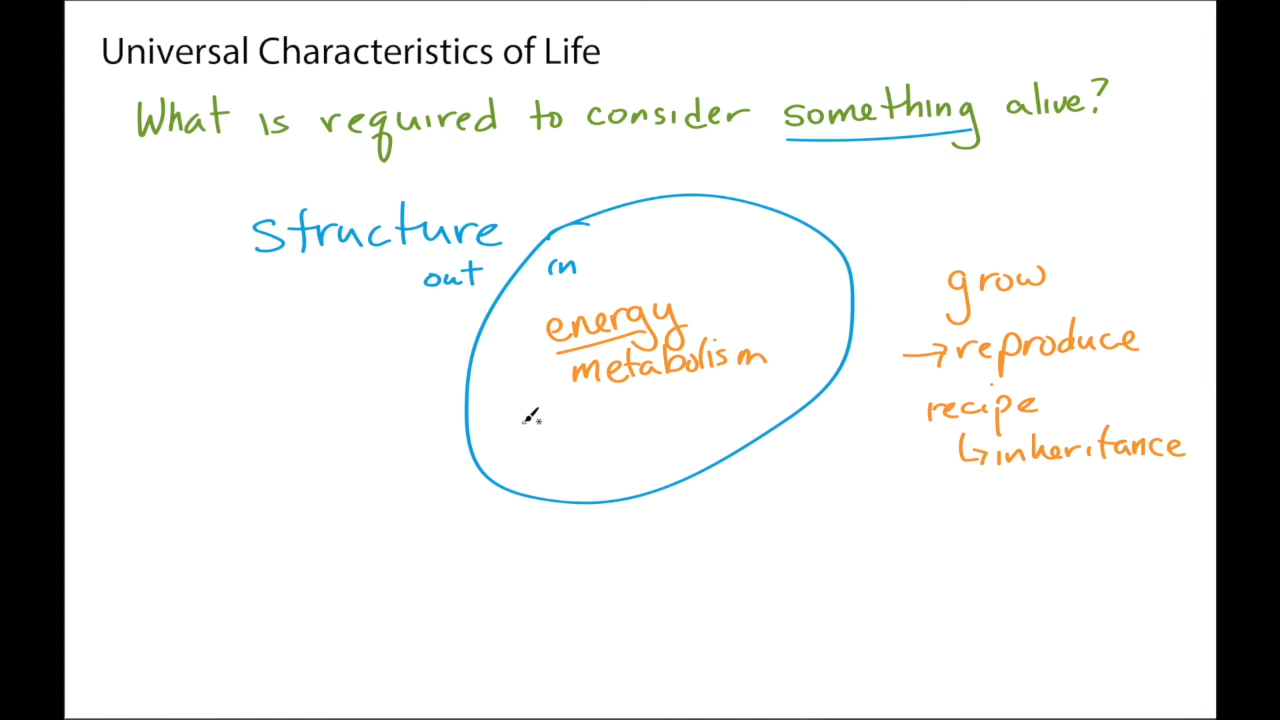 Universal Characteristics of Life
What is required to consider something alive?
structure
out
in
energy
metabolism
grow
→reproduce
recipe
↳inheritance